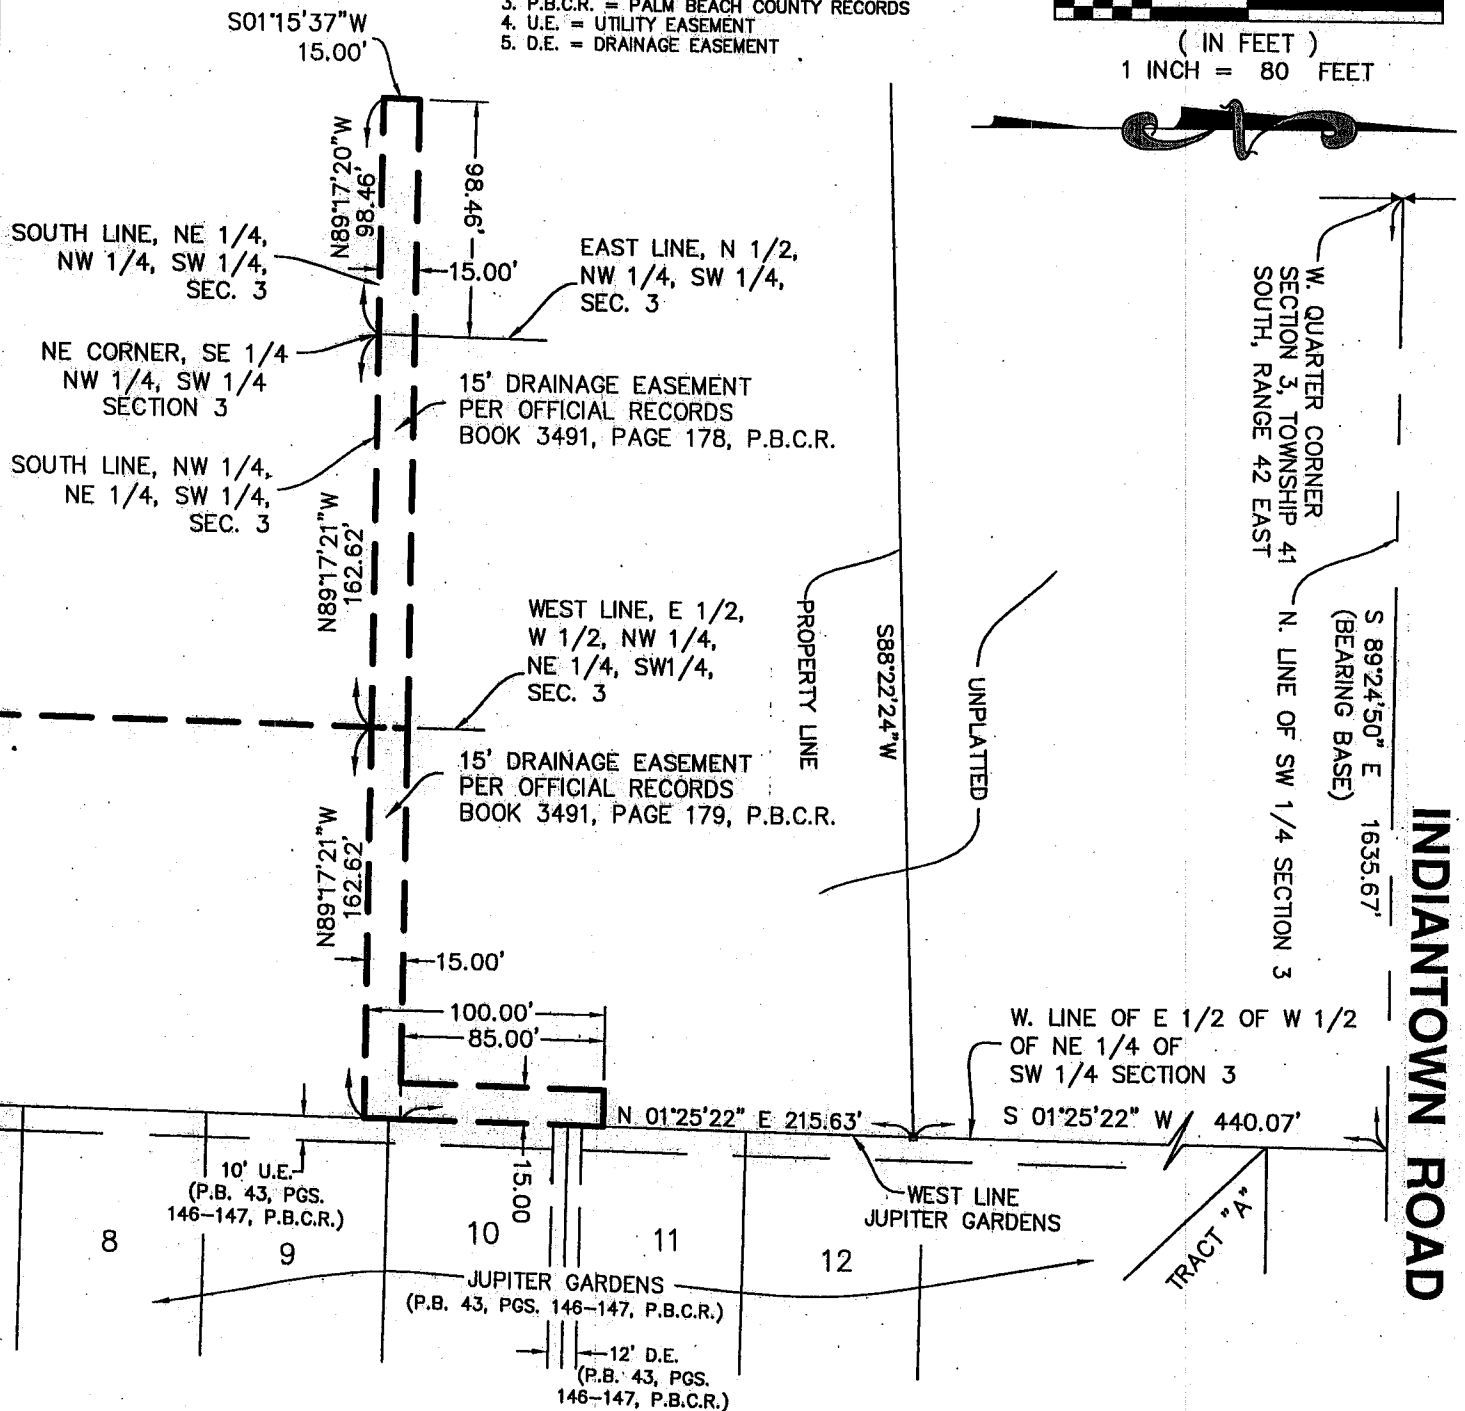 3. P.B.C.R. = PALM BEACH COUNTY RECORDS
4. U.E. = UTILITY EASEMENT
5. D.E. = DRAINAGE EASEMENT
( IN FEET )
1 INCH = 80 FEET
S01°15'37"W
15.00'
N89°17'20"W
98.46'
98.46'
SOUTH LINE, NE 1/4,
NW 1/4, SW 1/4,
SEC. 3
15.00'
EAST LINE, N 1/2,
NW 1/4, SW 1/4,
SEC. 3
NE CORNER, SE 1/4
NW 1/4, SW 1/4
SECTION 3
15' DRAINAGE EASEMENT
PER OFFICIAL RECORDS
BOOK 3491, PAGE 178, P.B.C.R.
SOUTH LINE, NW 1/4,
NE 1/4, SW 1/4,
SEC. 3
N89°17'21"W
162.62'
WEST LINE, E 1/2,
W 1/2, NW 1/4,
NE 1/4, SW1/4,
SEC. 3
15' DRAINAGE EASEMENT
PER OFFICIAL RECORDS
BOOK 3491, PAGE 179, P.B.C.R.
N89°17'21"W
162.62'
15.00'
100.00'
85.00'
15.00
PROPERTY LINE
S88°22'24"W
UNPLATTED
W. QUARTER CORNER
SECTION 3, TOWNSHIP 41
SOUTH, RANGE 42 EAST
N. LINE OF SW 1/4 SECTION 3
S 89°24'50" E 1635.67'
(BEARING BASE)
INDIANTOWN ROAD
W. LINE OF E 1/2 OF W 1/2
OF NE 1/4 OF
SW 1/4 SECTION 3
N 01°25'22" E 215.63'
S 01°25'22" W 440.07'
10' U.E.
(P.B. 43, PGS.
146-147, P.B.C.R.)
WEST LINE
JUPITER GARDENS
TRACT "A"
8
9
10
11
12
JUPITER GARDENS
(P.B. 43, PGS. 146-147, P.B.C.R.)
12' D.E.
(P.B. 43, PGS.
146-147, P.B.C.R.)